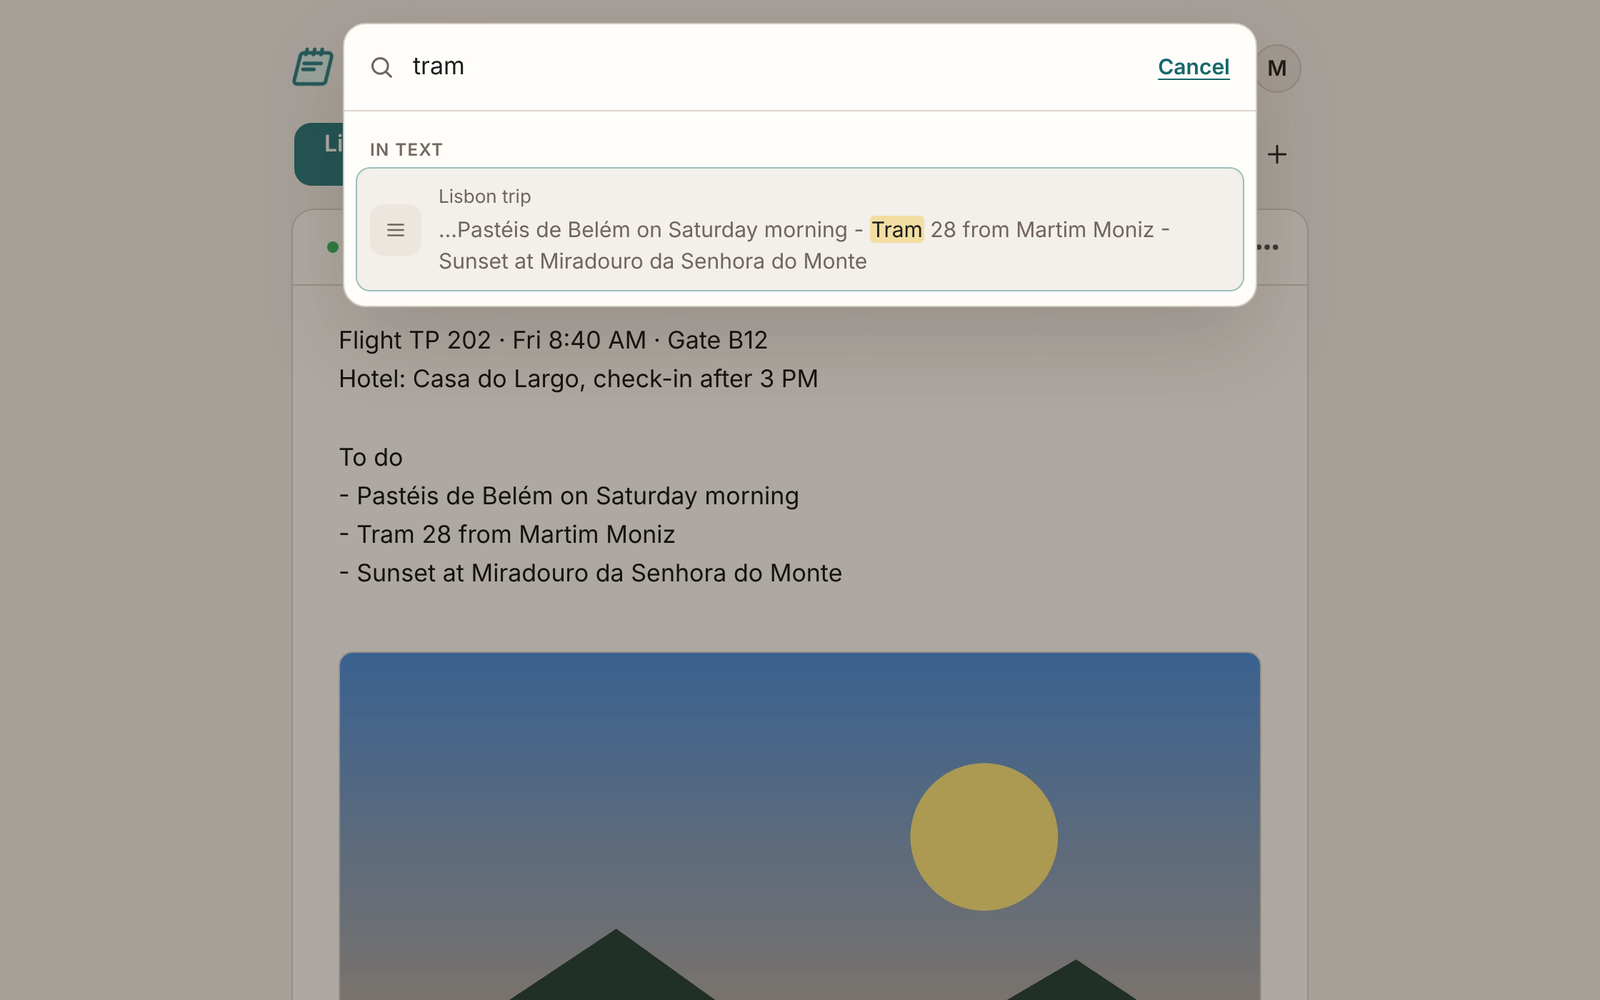 tram
Cancel
M
Li
IN TEXT
Lisbon trip
...Pastéis de Belém on Saturday morning - Tram 28 from Martim Moniz -
Sunset at Miradouro da Senhora do Monte
Flight TP 202 · Fri 8:40 AM · Gate B12
Hotel: Casa do Largo, check-in after 3 PM
To do
- Pastéis de Belém on Saturday morning
- Tram 28 from Martim Moniz
- Sunset at Miradouro da Senhora do Monte